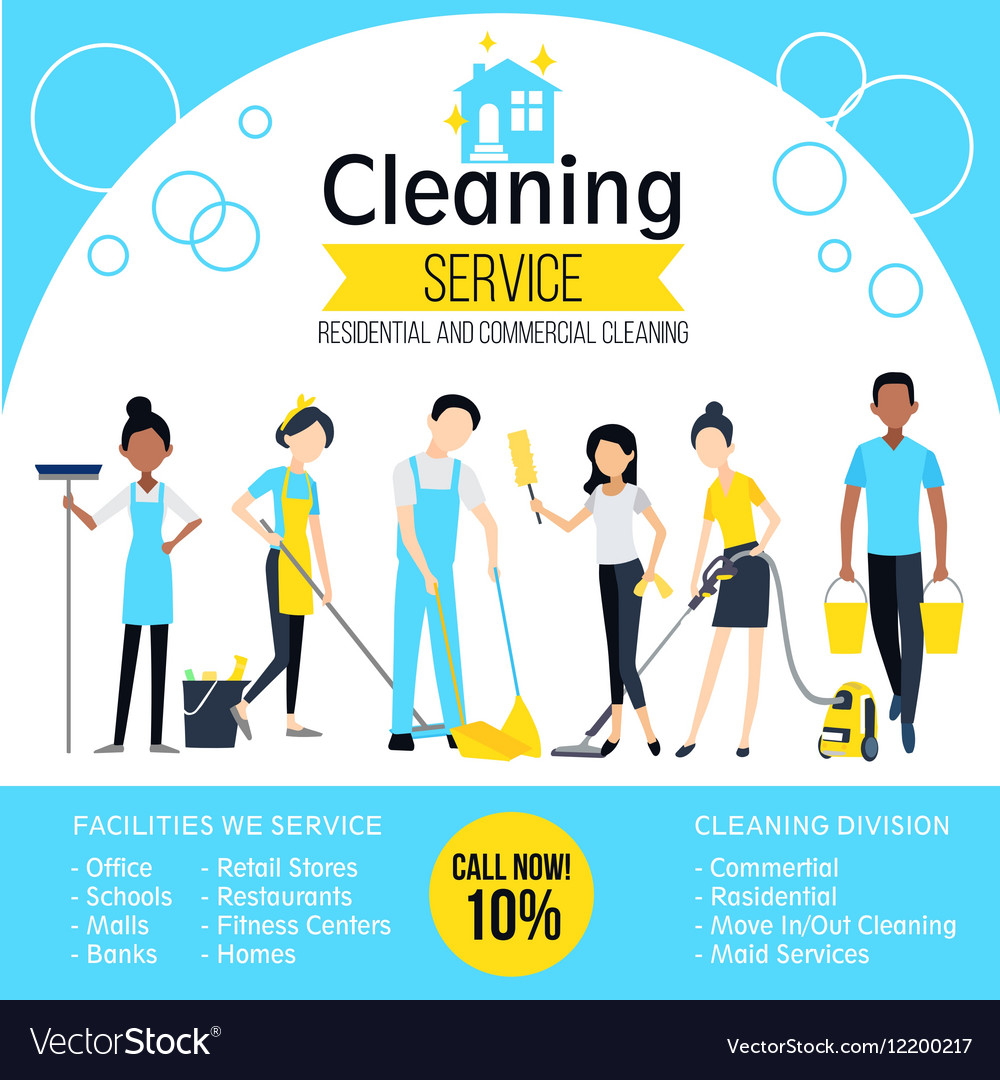 Cleaning
SERVICE
RESIDENTIAL AND COMMERCIAL CLEANING
FACILITIES WE SERVICE
- Office
- Schools
- Malls
- Banks
- Retail Stores
- Restaurants
- Fitness Centers
- Homes
CALL NOW!
10%
CLEANING DIVISION
- Commertial
- Rasidential
- Move In/Out Cleaning
- Maid Services
VectorStock®
VectorStock.com/12200217